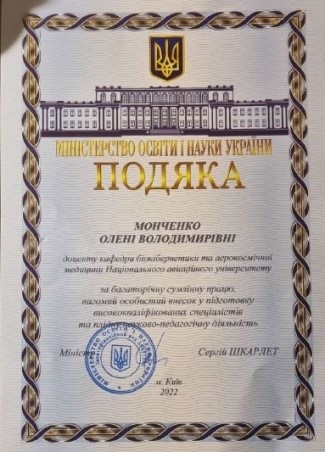 МІНІСТЕРСТВО ОСВІТИ І НАУКИ УКРАЇНИ
ПОДЯКА
МОНЧЕНКО
ОЛЕНІ ВОЛОДИМИРІВНІ
доценту кафедри біокібернетики та аерокосмічної
медицини Національного авіаційного університету
за багаторічну сумлінну працю,
вагомий особистий внесок у підготовку
висококваліфікованих спеціалістів
та плідну науково-педагогічну діяльність
Міністр
Сергій ШКАРЛЕТ
м. Київ
2022